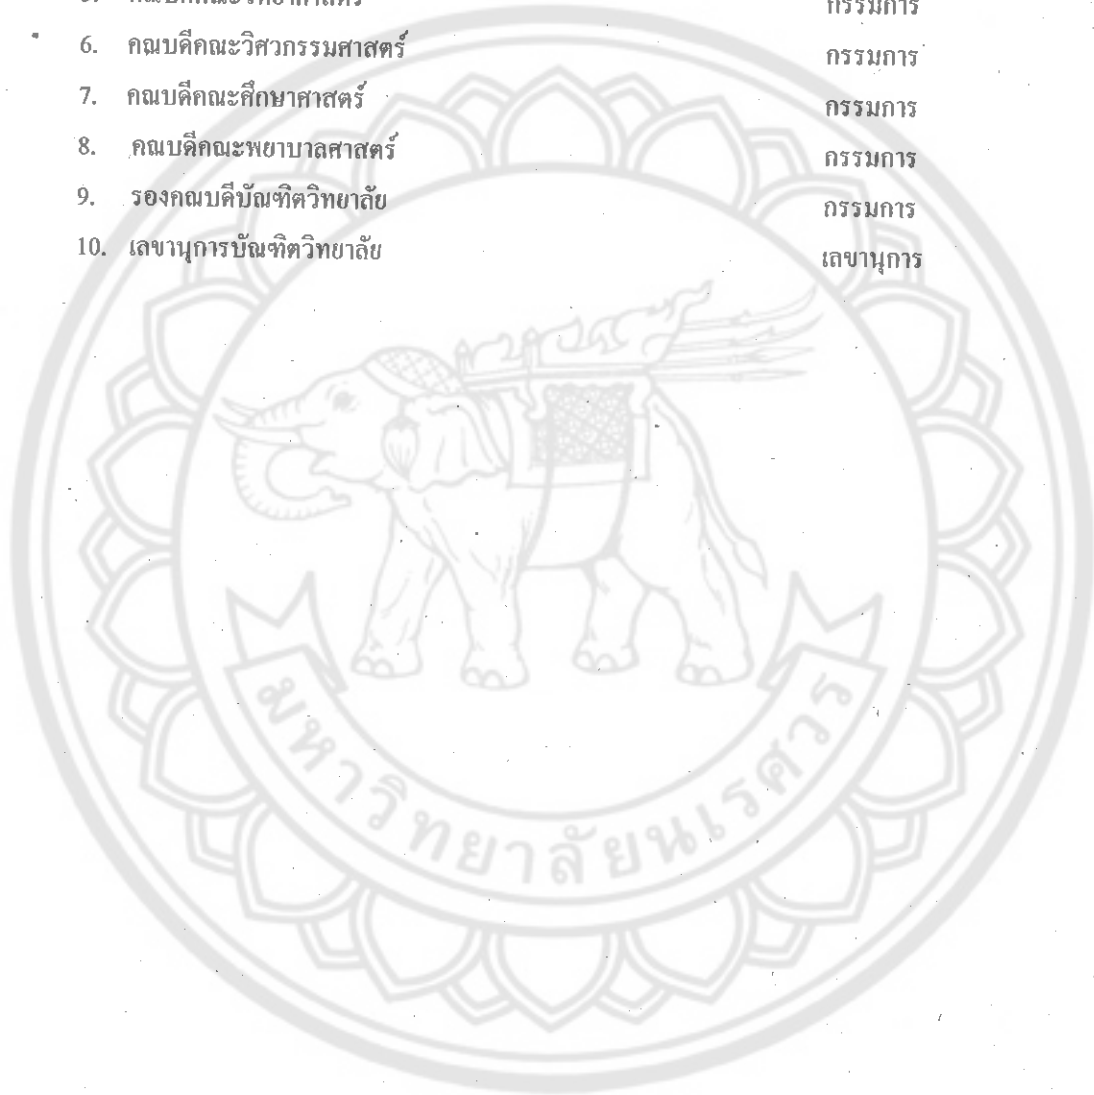 กรรมการ
6. คณบดีคณะวิศวกรรมศาสตร์ กรรมการ
7. คณบดีคณะศึกษาศาสตร์ กรรมการ
8. คณบดีคณะพยาบาลศาสตร์ กรรมการ
9. รองคณบดีบัณฑิตวิทยาลัย กรรมการ
10. เลขานุการบัณฑิตวิทยาลัย เลขานุการ
มหาวิทยาลัยนเรศวร